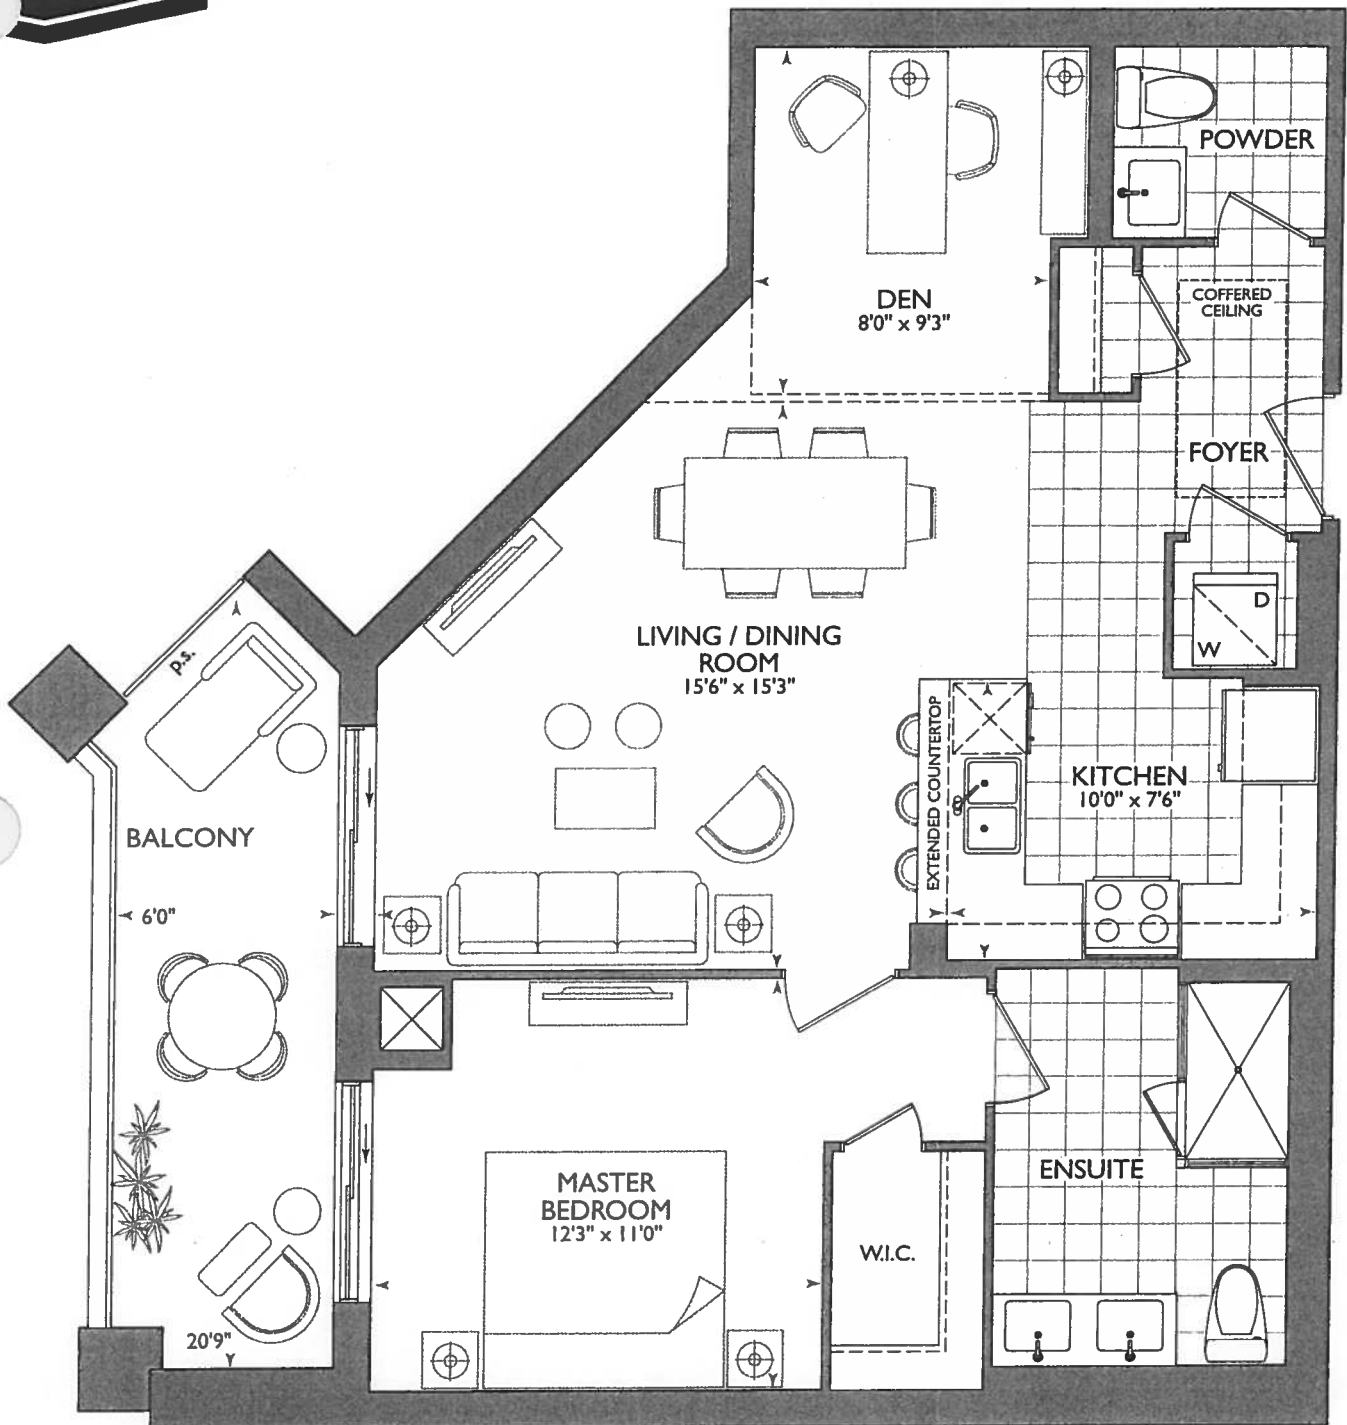 POWDER
DEN
8'0" x 9'3"
COFFERED
CEILING
FOYER
D
W
LIVING / DINING
ROOM
15'6" x 15'3"
p.s.
EXTENDED COUNTERTOP
KITCHEN
10'0" x 7'6"
BALCONY
6'0"
MASTER
BEDROOM
12'3" x 11'0"
ENSUITE
W.I.C.
20'9"